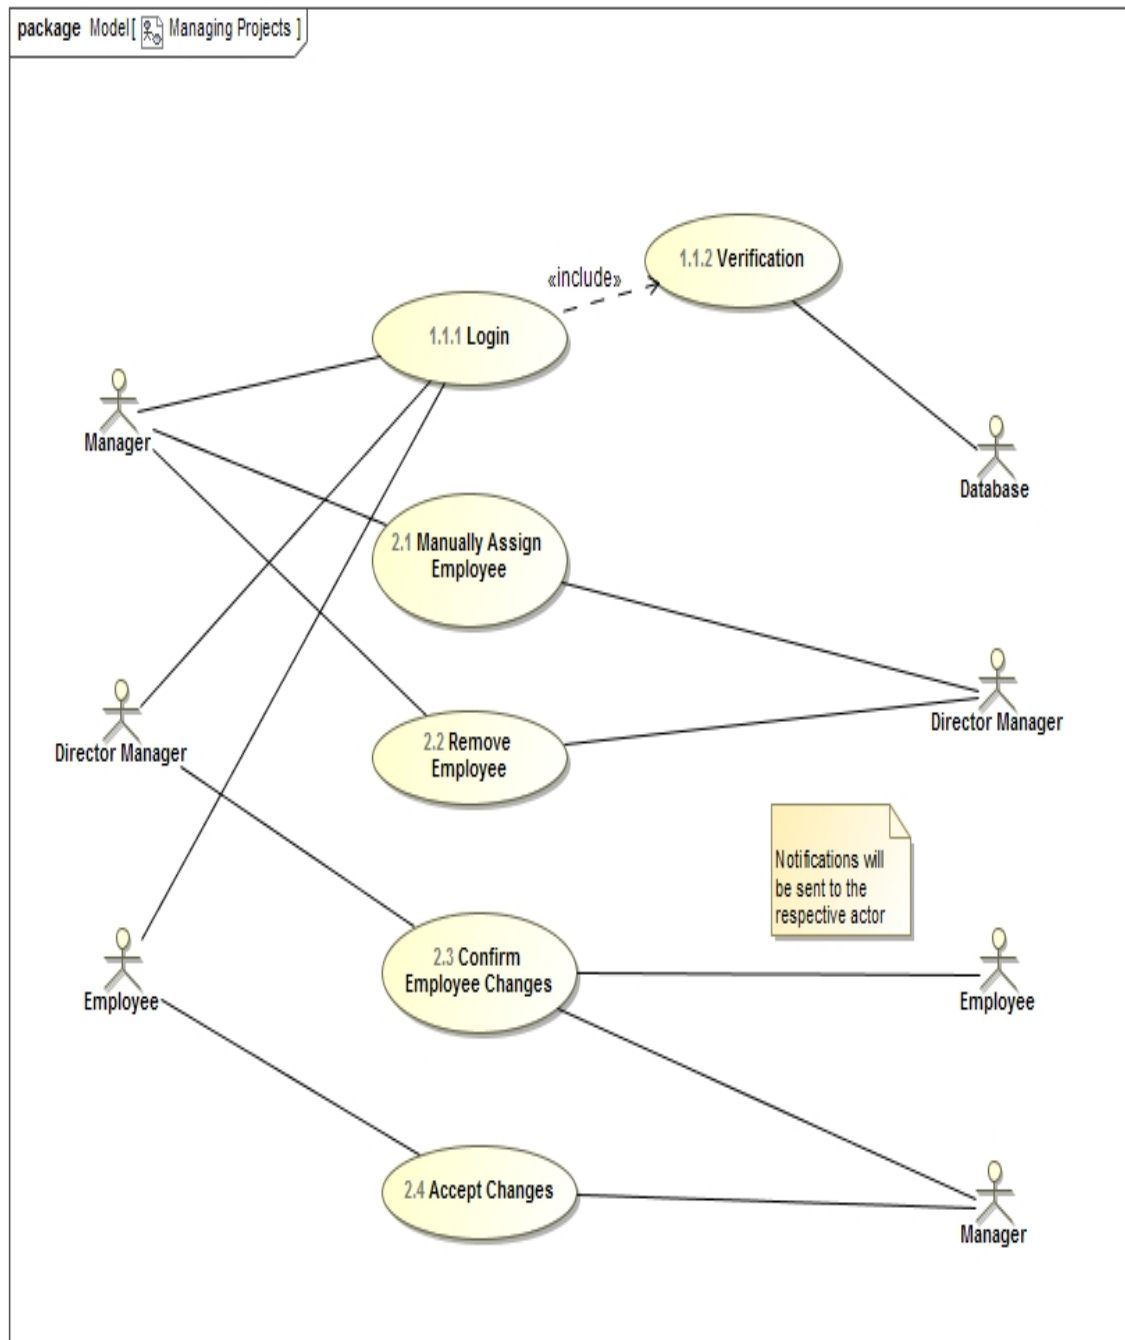 package Model[ Managing Projects ]
1.1.2 Verification
«include»
1.1.1 Login
Manager
Database
2.1 Manually Assign
Employee
Director Manager
2.2 Remove
Employee
Director Manager
Notifications will
be sent to the
respective actor
2.3 Confirm
Employee Changes
Employee
Employee
2.4 Accept Changes
Manager